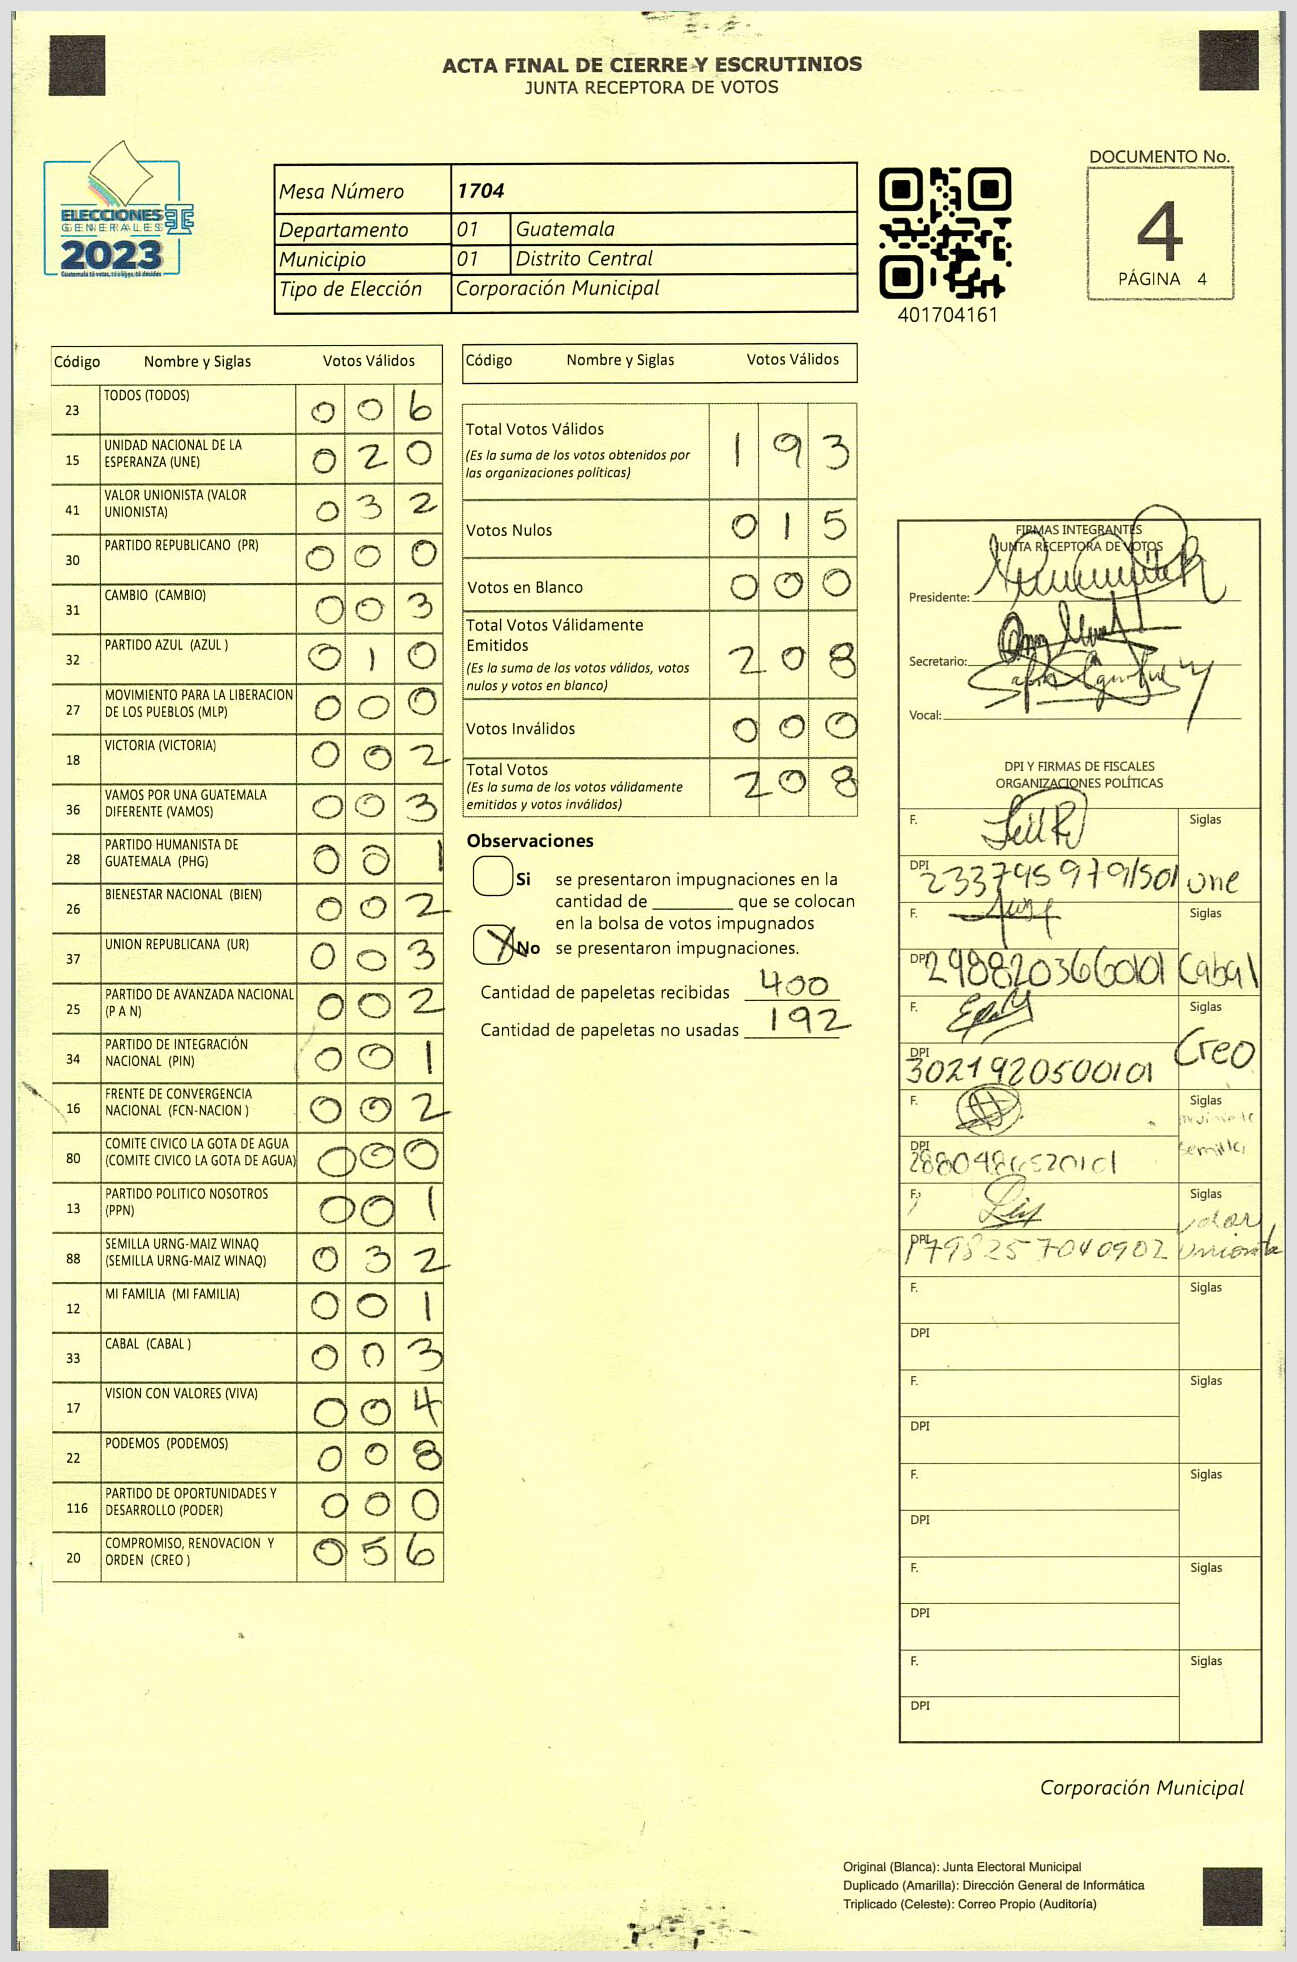 ACTA FINAL DE CIERRE Y ESCRUTINIOS
JUNTA RECEPTORA DE VOTOS
ELECCIONES
GENERALES
2023
Guatemala tú votas, tú eliges, tú decides
Mesa Número 1704
Departamento 01 Guatemala
Municipio 01 Distrito Central
Tipo de Elección Corporación Municipal
401704161
DOCUMENTO No.
4
PÁGINA 4
Código Nombre y Siglas Votos Válidos
23 TODOS (TODOS) 0 0 6
15 UNIDAD NACIONAL DE LA ESPERANZA (UNE) 0 2 0
41 VALOR UNIONISTA (VALOR UNIONISTA) 0 3 2
30 PARTIDO REPUBLICANO (PR) 0 0 0
31 CAMBIO (CAMBIO) 0 0 3
32 PARTIDO AZUL (AZUL ) 0 1 0
27 MOVIMIENTO PARA LA LIBERACION DE LOS PUEBLOS (MLP) 0 0 0
18 VICTORIA (VICTORIA) 0 0 2
36 VAMOS POR UNA GUATEMALA DIFERENTE (VAMOS) 0 0 3
28 PARTIDO HUMANISTA DE GUATEMALA (PHG) 0 0 1
26 BIENESTAR NACIONAL (BIEN) 0 0 2
37 UNION REPUBLICANA (UR) 0 0 3
25 PARTIDO DE AVANZADA NACIONAL (P A N) 0 0 2
34 PARTIDO DE INTEGRACIÓN NACIONAL (PIN) 0 0 1
16 FRENTE DE CONVERGENCIA NACIONAL (FCN-NACION ) 0 0 2
80 COMITE CIVICO LA GOTA DE AGUA (COMITE CIVICO LA GOTA DE AGUA) 0 0 0
13 PARTIDO POLITICO NOSOTROS (PPN) 0 0 1
88 SEMILLA URNG-MAIZ WINAQ (SEMILLA URNG-MAIZ WINAQ) 0 3 2
12 MI FAMILIA (MI FAMILIA) 0 0 1
33 CABAL (CABAL ) 0 0 3
17 VISION CON VALORES (VIVA) 0 0 4
22 PODEMOS (PODEMOS) 0 0 8
116 PARTIDO DE OPORTUNIDADES Y DESARROLLO (PODER) 0 0 0
20 COMPROMISO, RENOVACION Y ORDEN (CREO ) 0 5 6
Código Nombre y Siglas Votos Válidos
Total Votos Válidos 1 9 3
(Es la suma de los votos obtenidos por
las organizaciones políticas)
Votos Nulos 0 1 5
Votos en Blanco 0 0 0
Total Votos Válidamente
Emitidos 2 0 8
(Es la suma de los votos válidos, votos
nulos y votos en blanco)
Votos Inválidos 0 0 0
Total Votos 2 0 8
(Es la suma de los votos válidamente
emitidos y votos inválidos)
Observaciones
Si se presentaron impugnaciones en la
cantidad de ________ que se colocan
en la bolsa de votos impugnados
X No se presentaron impugnaciones.
Cantidad de papeletas recibidas 400
Cantidad de papeletas no usadas 192
FIRMAS INTEGRANTES
JUNTA RECEPTORA DE VOTOS
Presidente:
Secretario:
Vocal:
DPI Y FIRMAS DE FISCALES
ORGANIZACIONES POLÍTICAS
F. Siglas
DPI une
F. Siglas
DPI 2988203660101 Cabal
F. Siglas
DPI 3021920500101 Creo
F. Siglas
DPI semilla
F. Siglas
DPI 1798257040902 Unionista
F. Siglas
DPI
F. Siglas
DPI
F. Siglas
DPI
F. Siglas
DPI
F. Siglas
DPI
Corporación Municipal
Original (Blanca): Junta Electoral Municipal
Duplicado (Amarilla): Dirección General de Informática
Triplicado (Celeste): Correo Propio (Auditoría)